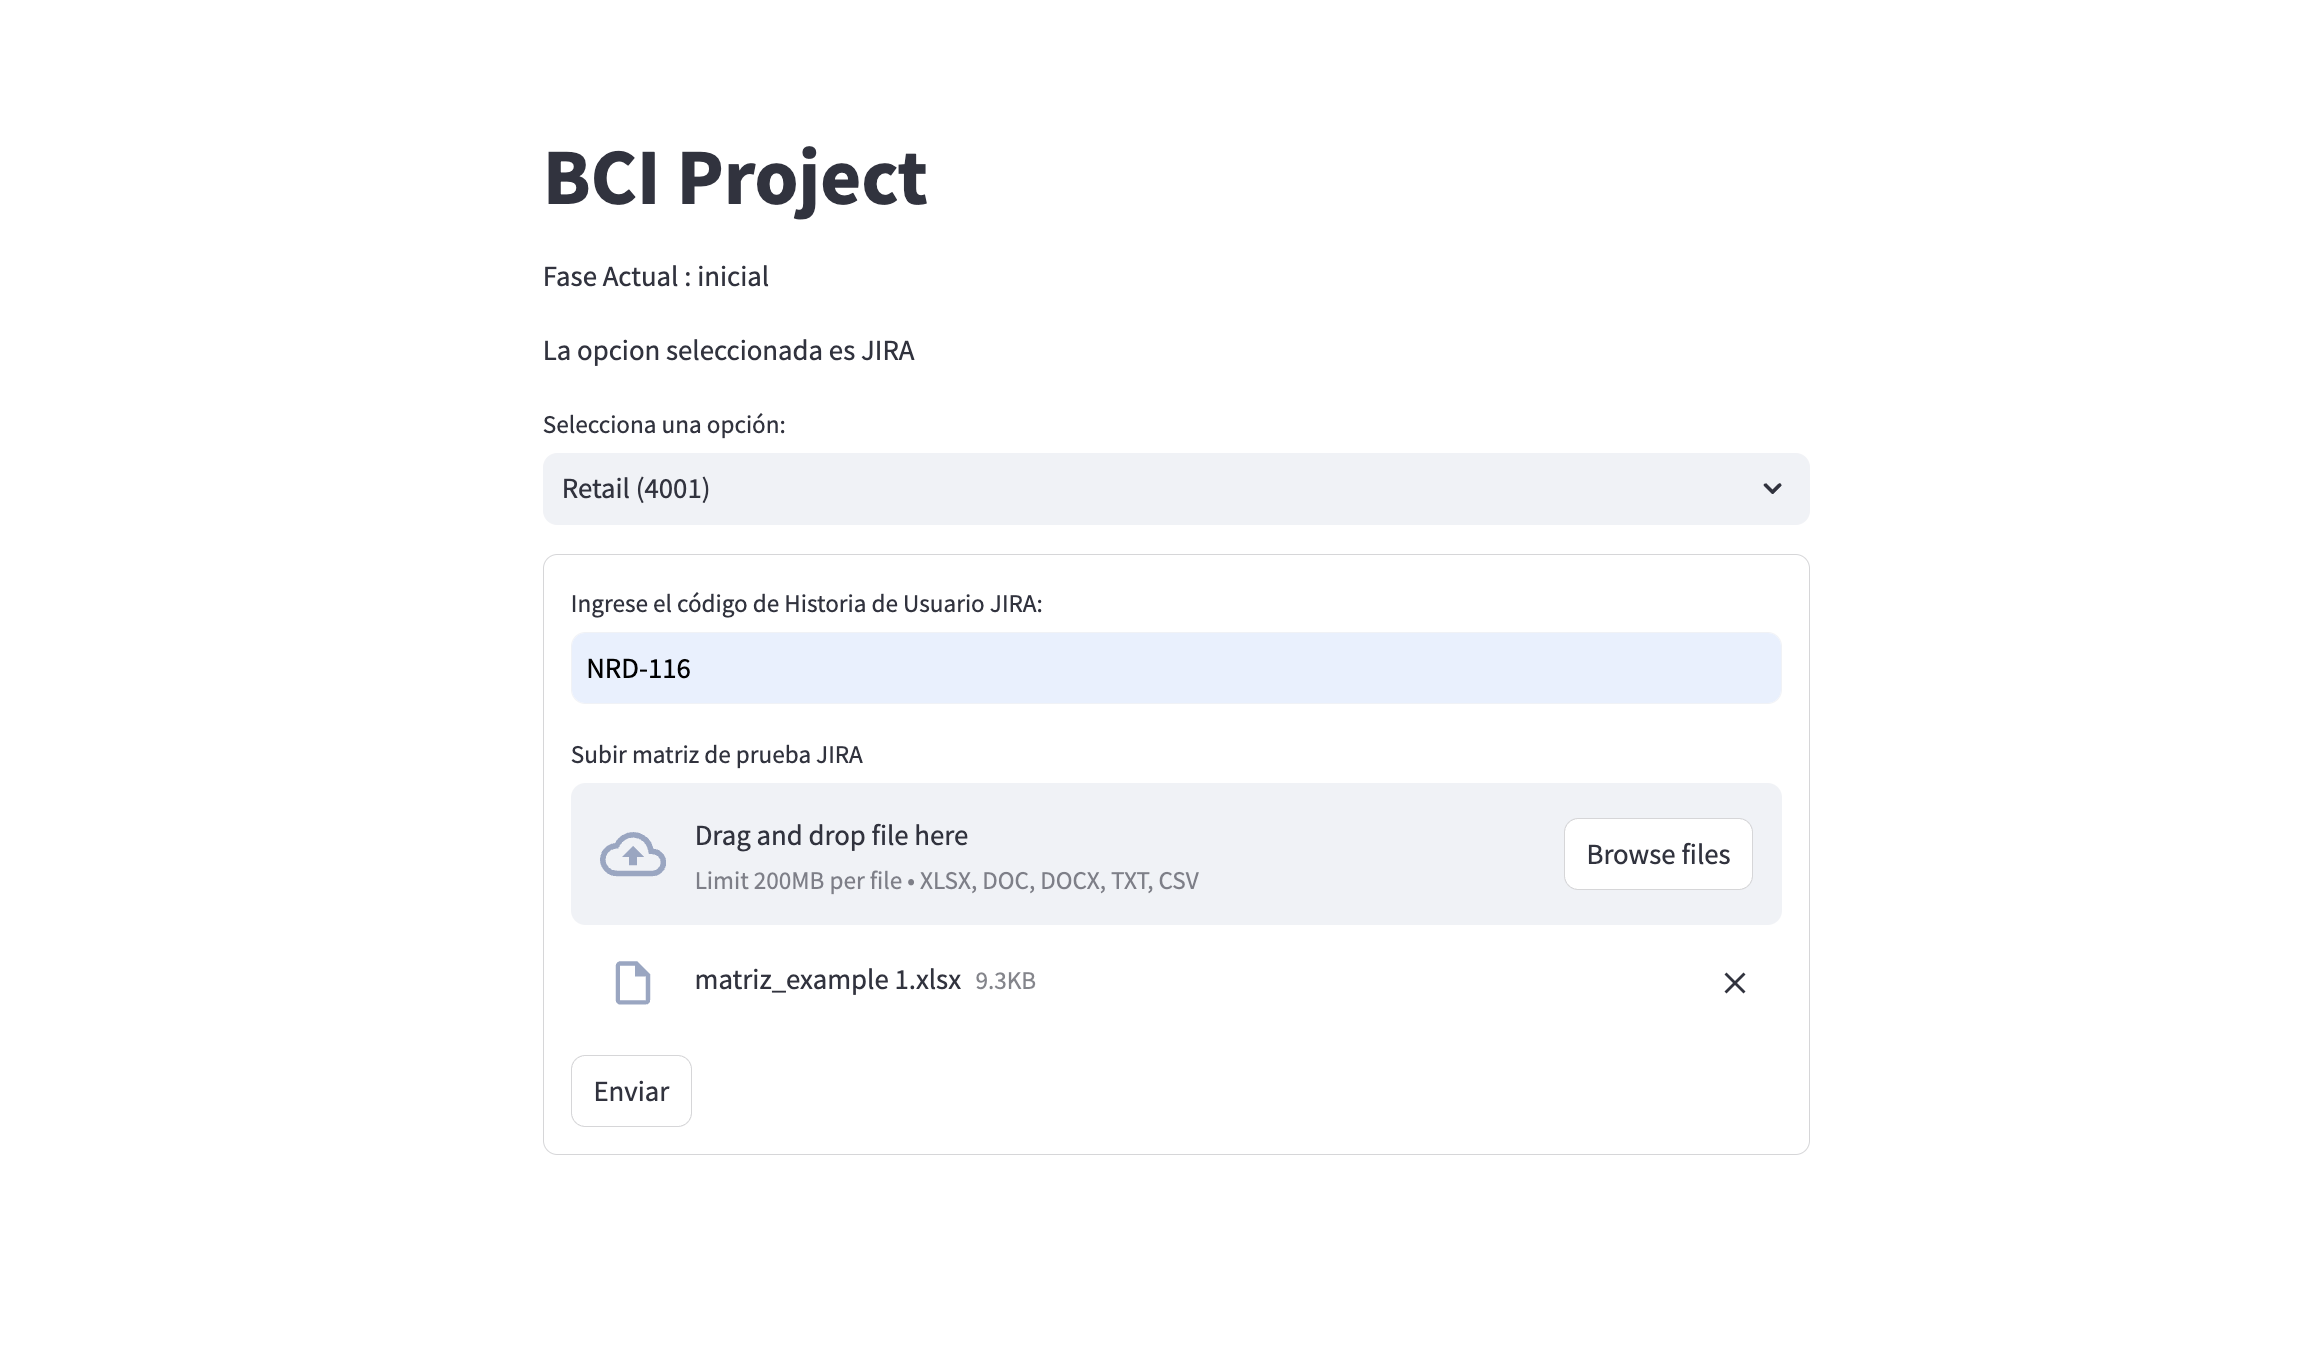 BCI Project
Fase Actual : inicial
La opcion seleccionada es JIRA
Selecciona una opción:
Retail (4001)
Ingrese el código de Historia de Usuario JIRA:
NRD-116
Subir matriz de prueba JIRA
Drag and drop file here
Limit 200MB per file • XLSX, DOC, DOCX, TXT, CSV
Browse files
matriz_example 1.xlsx 9.3KB
Enviar